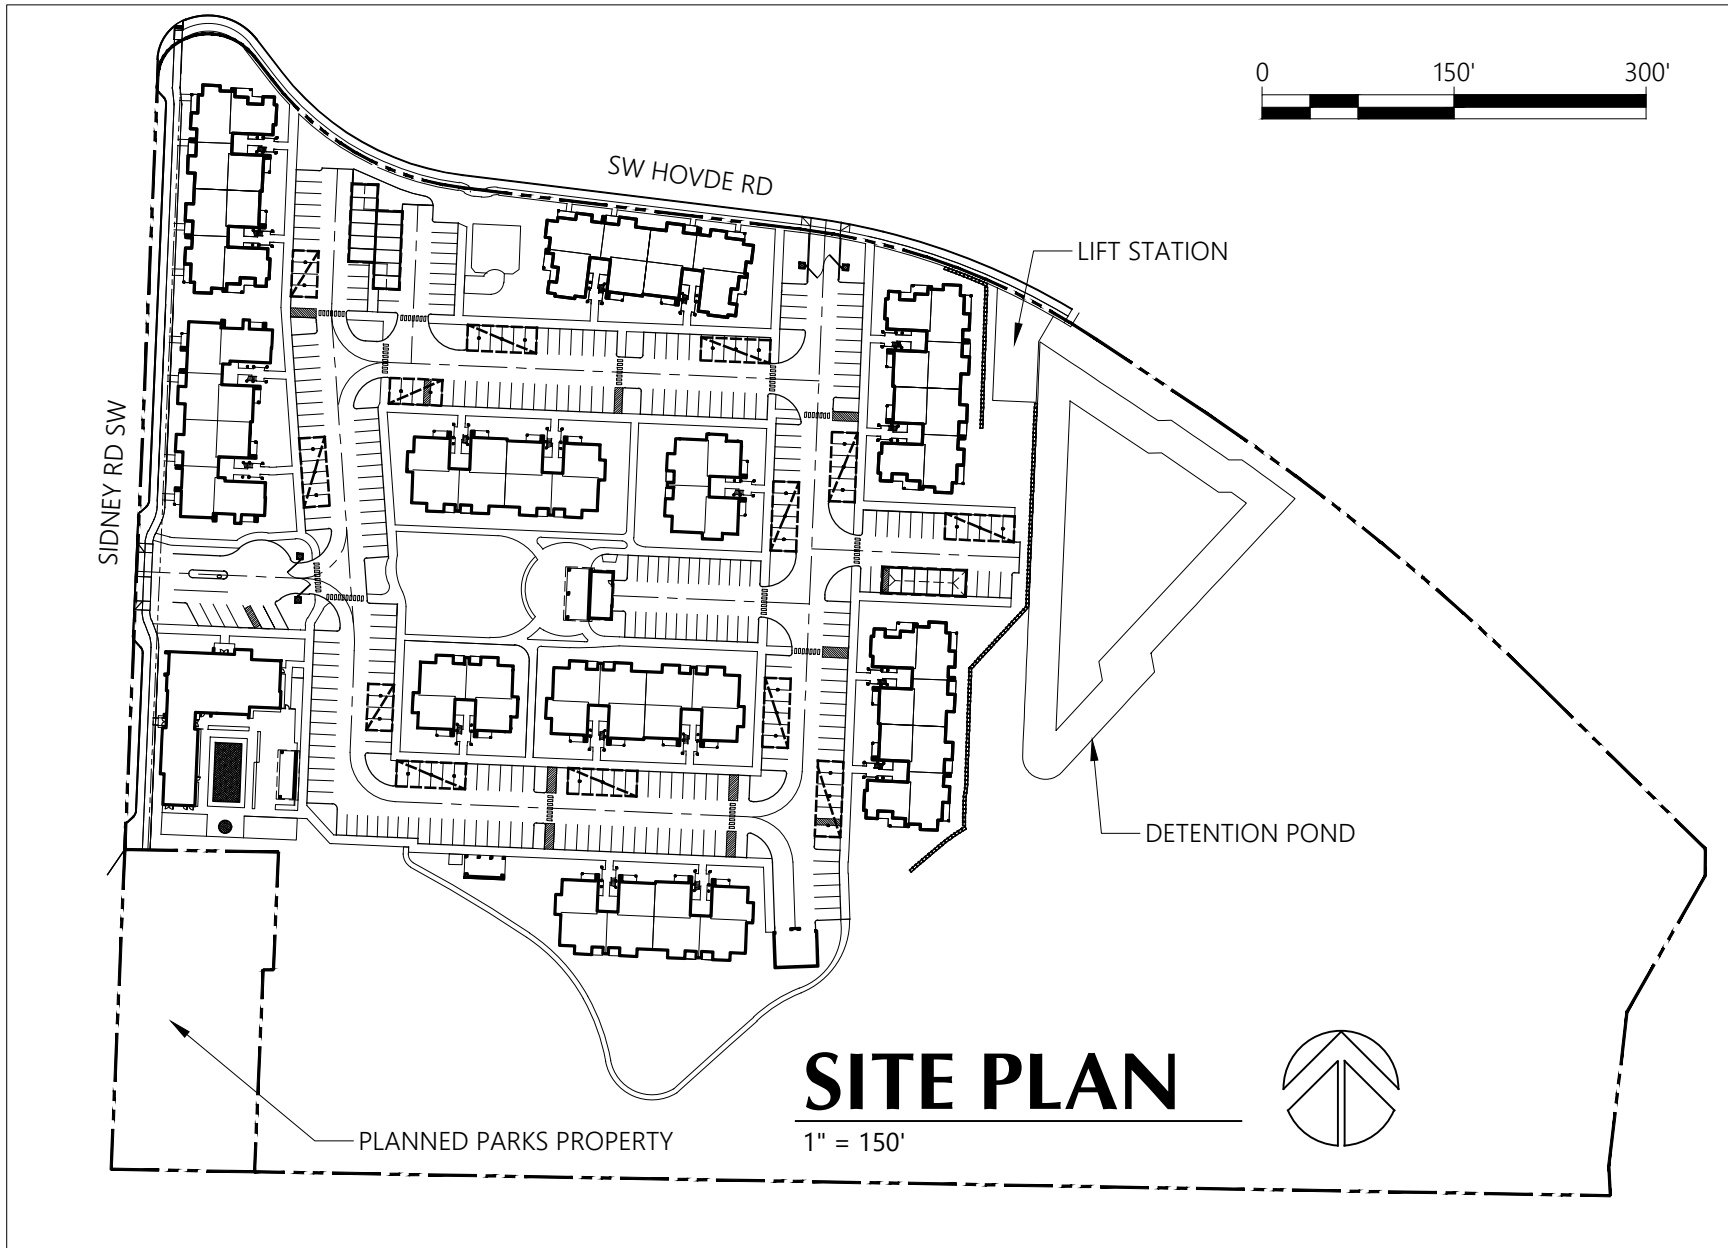 0 150' 300'
SW HOVDE RD
LIFT STATION
SIDNEY RD SW
DETENTION POND
SITE PLAN
1" = 150'
PLANNED PARKS PROPERTY